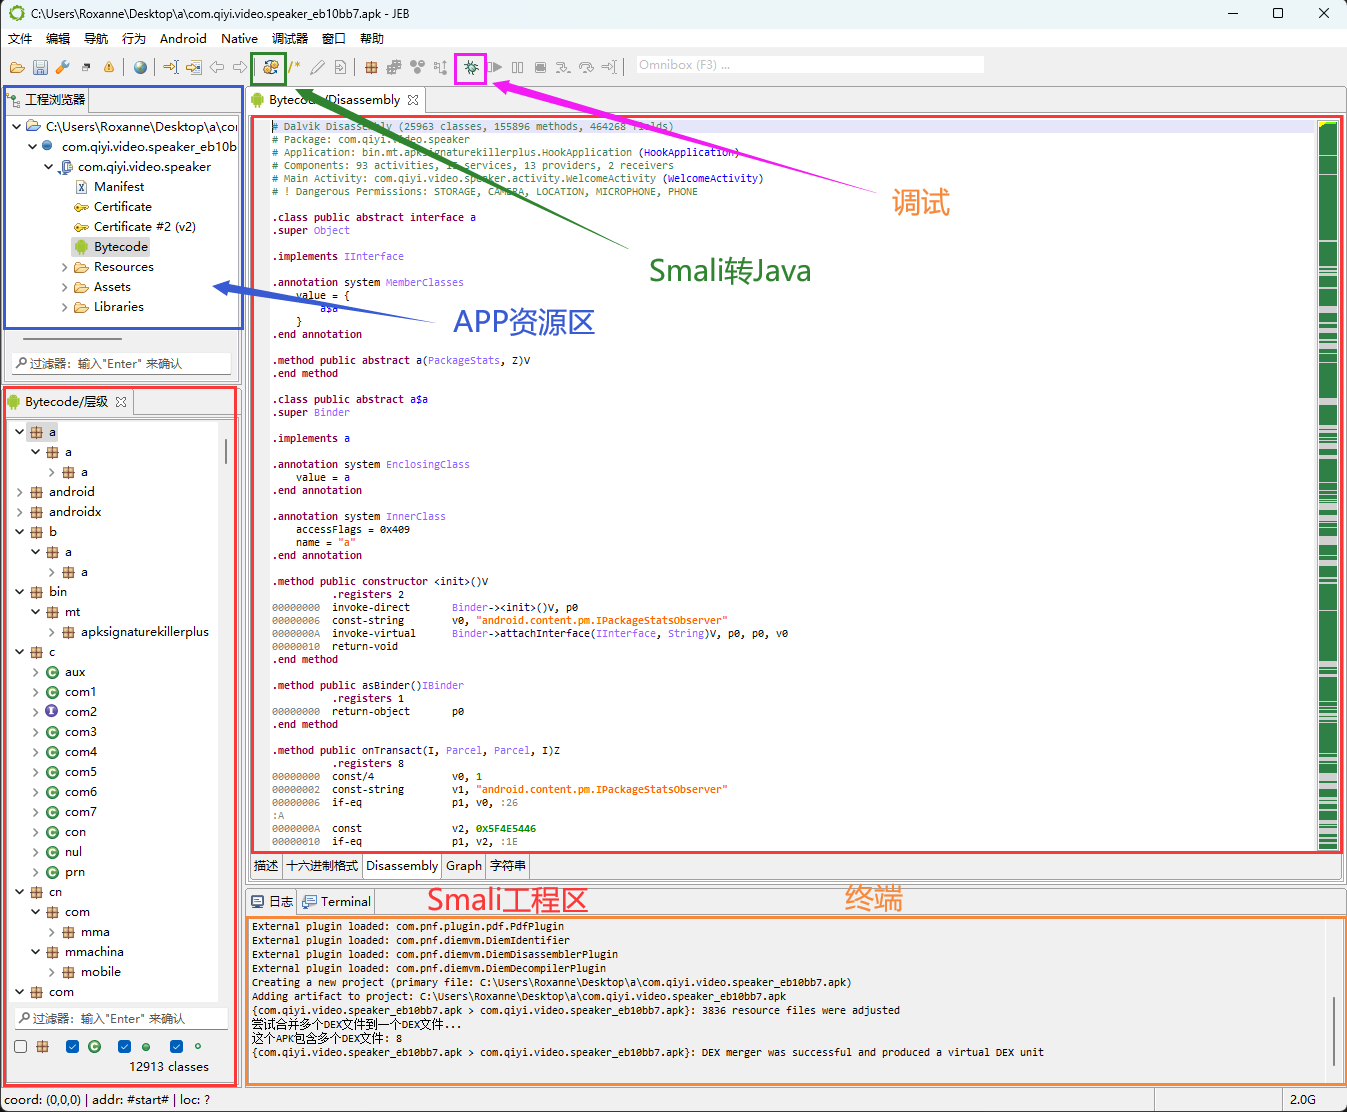 C:\Users\Roxanne\Desktop\a\com.qiyi.video.speaker_eb10bb7.apk - JEB
文件 编辑 导航 行为 Android Native 调试器 窗口 帮助
Omnibox (F3) ...
工程浏览器
C:\Users\Roxanne\Desktop\a\co
com.qiyi.video.speaker_eb10b
com.qiyi.video.speaker
Manifest
Certificate
Certificate #2 (v2)
Bytecode
Resources
Assets
Libraries
过滤器：输入"Enter" 来确认
Bytecode/层级
a
a
a
android
androidx
b
a
a
bin
mt
apksignaturekillerplus
c
aux
com1
com2
com3
com4
com5
com6
com7
con
nul
prn
cn
com
mma
mmachina
mobile
com
过滤器：输入"Enter" 来确认
12913 classes
Bytecode/Disassembly
# Dalvik Disassembly (25963 classes, 155896 methods, 464268 fields)
# Package: com.qiyi.video.speaker
# Application: bin.mt.apksignaturekillerplus.HookApplication (HookApplication)
# Components: 93 activities, 15 services, 13 providers, 2 receivers
# Main Activity: com.qiyi.video.speaker.activity.WelcomeActivity (WelcomeActivity)
# ! Dangerous Permissions: STORAGE, CAMERA, LOCATION, MICROPHONE, PHONE
.class public abstract interface a
.super Object
.implements IInterface
.annotation system MemberClasses
value = {
a$a
}
.end annotation
.method public abstract a(PackageStats, Z)V
.end method
.class public abstract a$a
.super Binder
.implements a
.annotation system EnclosingClass
value = a
.end annotation
.annotation system InnerClass
accessFlags = 0x409
name = "a"
.end annotation
.method public constructor <init>()V
.registers 2
00000000 invoke-direct Binder-><init>()V, p0
00000006 const-string v0, "android.content.pm.IPackageStatsObserver"
0000000A invoke-virtual Binder->attachInterface(IInterface, String)V, p0, p0, v0
00000010 return-void
.end method
.method public asBinder()IBinder
.registers 1
00000000 return-object p0
.end method
.method public onTransact(I, Parcel, Parcel, I)Z
.registers 8
00000000 const/4 v0, 1
00000002 const-string v1, "android.content.pm.IPackageStatsObserver"
00000006 if-eq p1, v0, :26
:A
0000000A const v2, 0x5F4E5446
00000010 if-eq p1, v2, :1E
调试
Smali转Java
APP资源区
描述 十六进制格式 Disassembly Graph 字符串
日志 Terminal
Smali工程区
终端
External plugin loaded: com.pnf.plugin.pdf.PdfPlugin
External plugin loaded: com.pnf.diemvm.DiemIdentifier
External plugin loaded: com.pnf.diemvm.DiemDisassemblerPlugin
External plugin loaded: com.pnf.diemvm.DiemDecompilerPlugin
Creating a new project (primary file: C:\Users\Roxanne\Desktop\a\com.qiyi.video.speaker_eb10bb7.apk)
Adding artifact to project: C:\Users\Roxanne\Desktop\a\com.qiyi.video.speaker_eb10bb7.apk
{com.qiyi.video.speaker_eb10bb7.apk > com.qiyi.video.speaker_eb10bb7.apk}: 3836 resource files were adjusted
尝试合并多个DEX文件到一个DEX文件...
这个APK包含多个DEX文件: 8
{com.qiyi.video.speaker_eb10bb7.apk > com.qiyi.video.speaker_eb10bb7.apk}: DEX merger was successful and produced a virtual DEX unit
coord: (0,0,0) | addr: #start# | loc: ?
2.0G